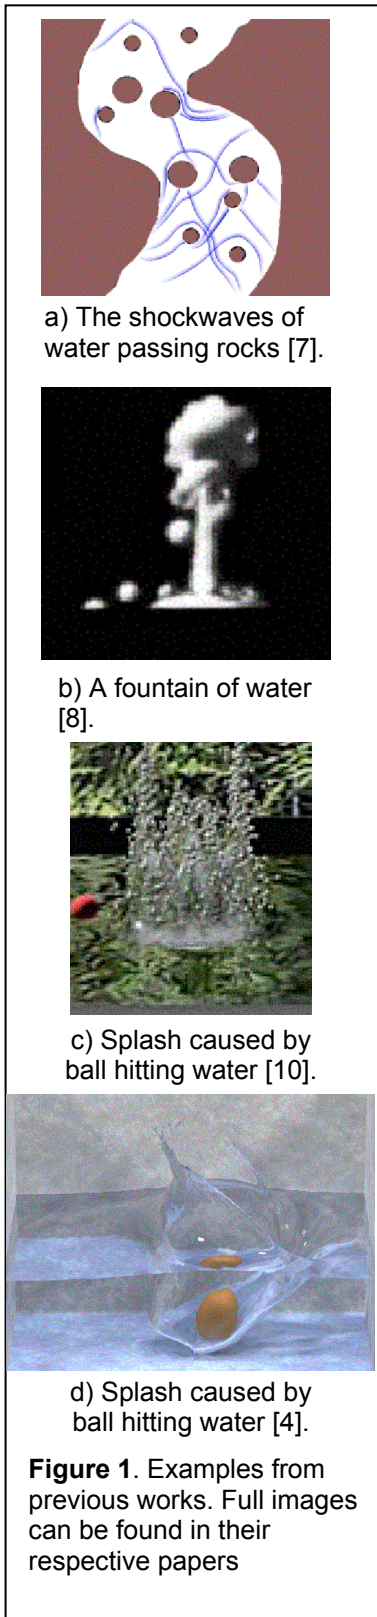 a) The shockwaves of
water passing rocks [7].
b) A fountain of water
[8].
c) Splash caused by
ball hitting water [10].
d) Splash caused by
ball hitting water [4].
Figure 1. Examples from
previous works. Full images
can be found in their
respective papers